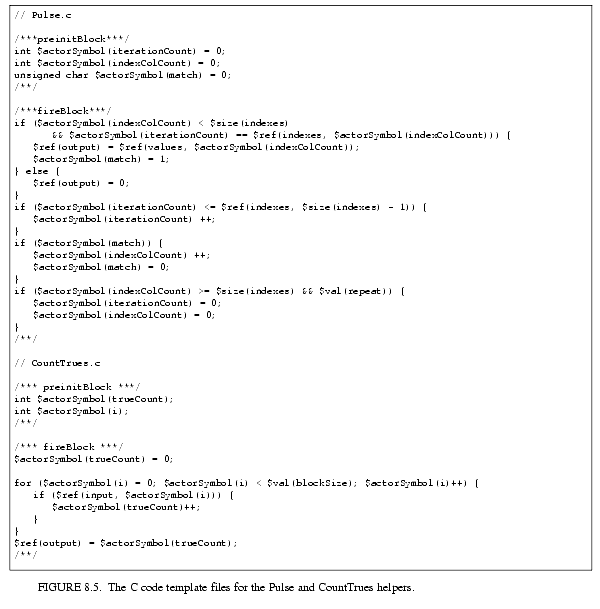 // Pulse.c
/***preinitBlock***/
int $actorSymbol(iterationCount) = 0;
int $actorSymbol(indexColCount) = 0;
unsigned char $actorSymbol(match) = 0;
/**/
/***fireBlock***/
if ($actorSymbol(indexColCount) < $size(indexes)
&& $actorSymbol(iterationCount) == $ref(indexes, $actorSymbol(indexColCount))) {
$ref(output) = $ref(values, $actorSymbol(indexColCount));
$actorSymbol(match) = 1;
} else {
$ref(output) = 0;
}
if ($actorSymbol(iterationCount) <= $ref(indexes, $size(indexes) - 1)) {
$actorSymbol(iterationCount) ++;
}
if ($actorSymbol(match)) {
$actorSymbol(indexColCount) ++;
$actorSymbol(match) = 0;
}
if ($actorSymbol(indexColCount) >= $size(indexes) && $val(repeat)) {
$actorSymbol(iterationCount) = 0;
$actorSymbol(indexColCount) = 0;
}
/**/
// CountTrues.c
/*** preinitBlock ***/
int $actorSymbol(trueCount);
int $actorSymbol(i);
/**/
/*** fireBlock ***/
$actorSymbol(trueCount) = 0;
for ($actorSymbol(i) = 0; $actorSymbol(i) < $val(blockSize); $actorSymbol(i)++) {
if ($ref(input, $actorSymbol(i))) {
$actorSymbol(trueCount)++;
}
}
$ref(output) = $actorSymbol(trueCount);
/**/
FIGURE 8.5. The C code template files for the Pulse and CountTrues helpers.